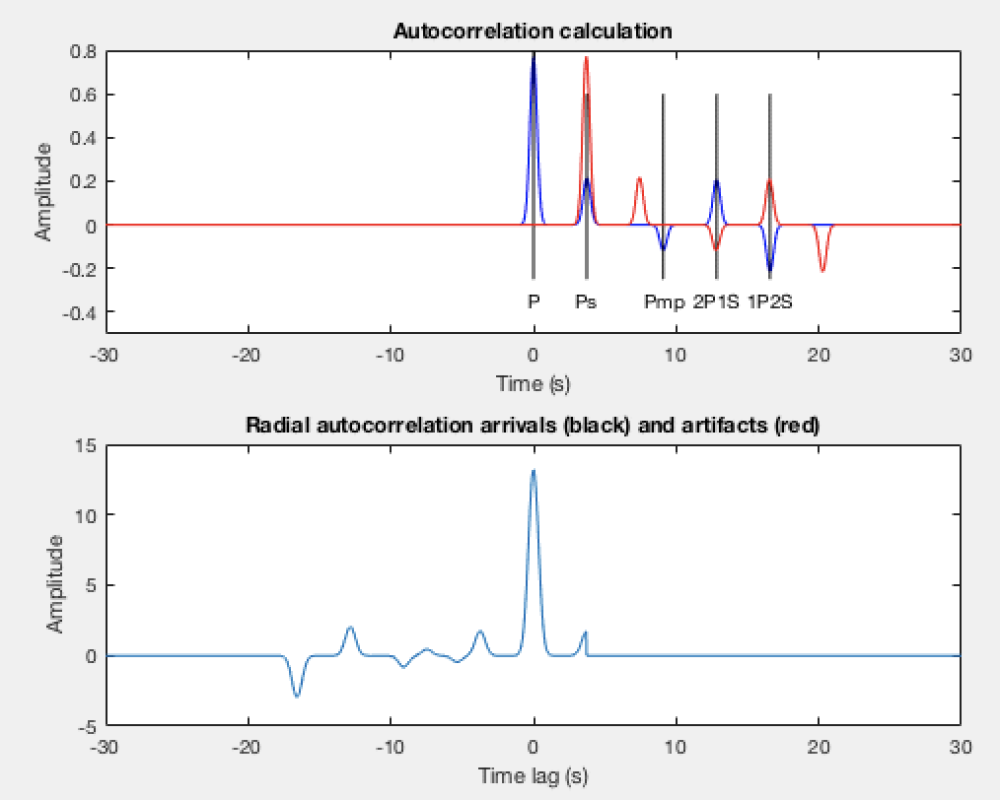 Autocorrelation calculation
0.8
0.6
0.4
0.2
0
-0.2
-0.4
Amplitude
P Ps Pmp 2P1S 1P2S
-30 -20 -10 0 10 20 30
Time (s)
Radial autocorrelation arrivals (black) and artifacts (red)
15
10
5
0
-5
Amplitude
-30 -20 -10 0 10 20 30
Time lag (s)